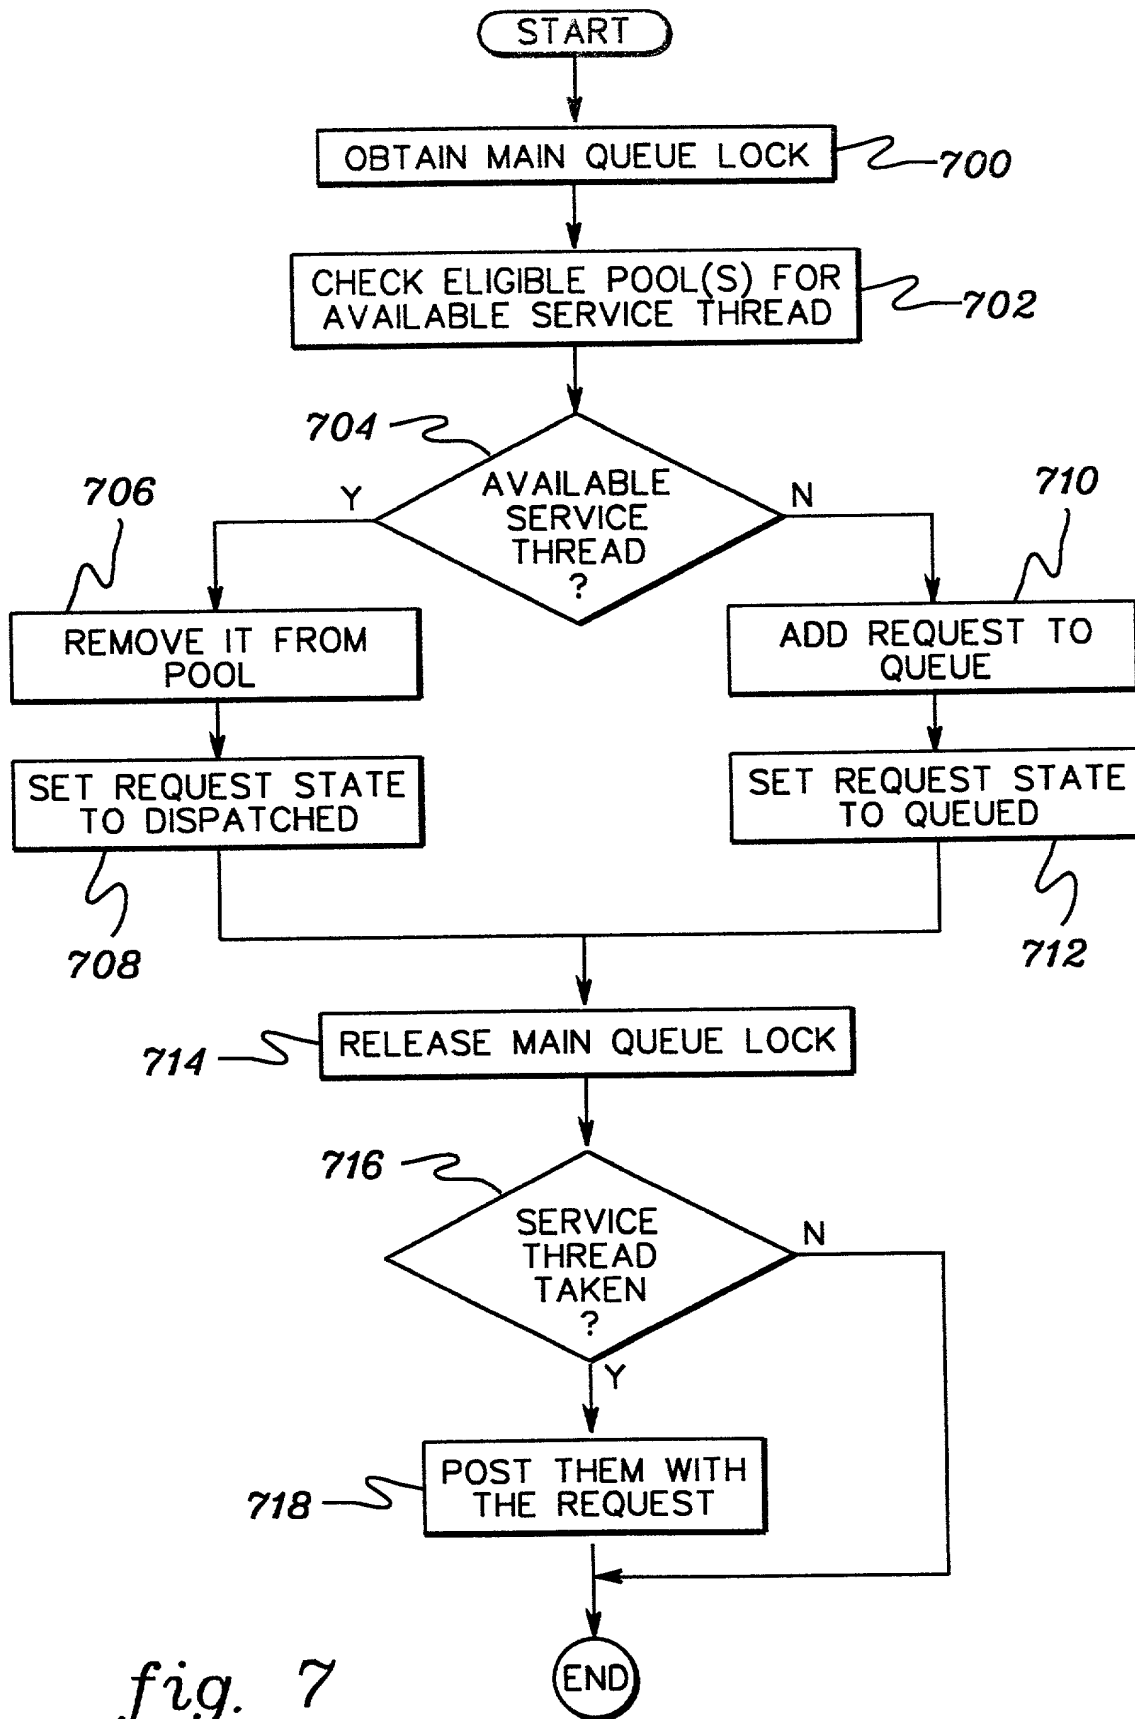 START
OBTAIN MAIN QUEUE LOCK
700
CHECK ELIGIBLE POOL(S) FOR
AVAILABLE SERVICE THREAD
702
704
AVAILABLE
SERVICE
THREAD
?
Y
N
706
710
REMOVE IT FROM
POOL
ADD REQUEST TO
QUEUE
SET REQUEST STATE
TO DISPATCHED
SET REQUEST STATE
TO QUEUED
708
712
RELEASE MAIN QUEUE LOCK
714
716
SERVICE
THREAD
TAKEN
?
N
Y
POST THEM WITH
THE REQUEST
718
END
fig. 7